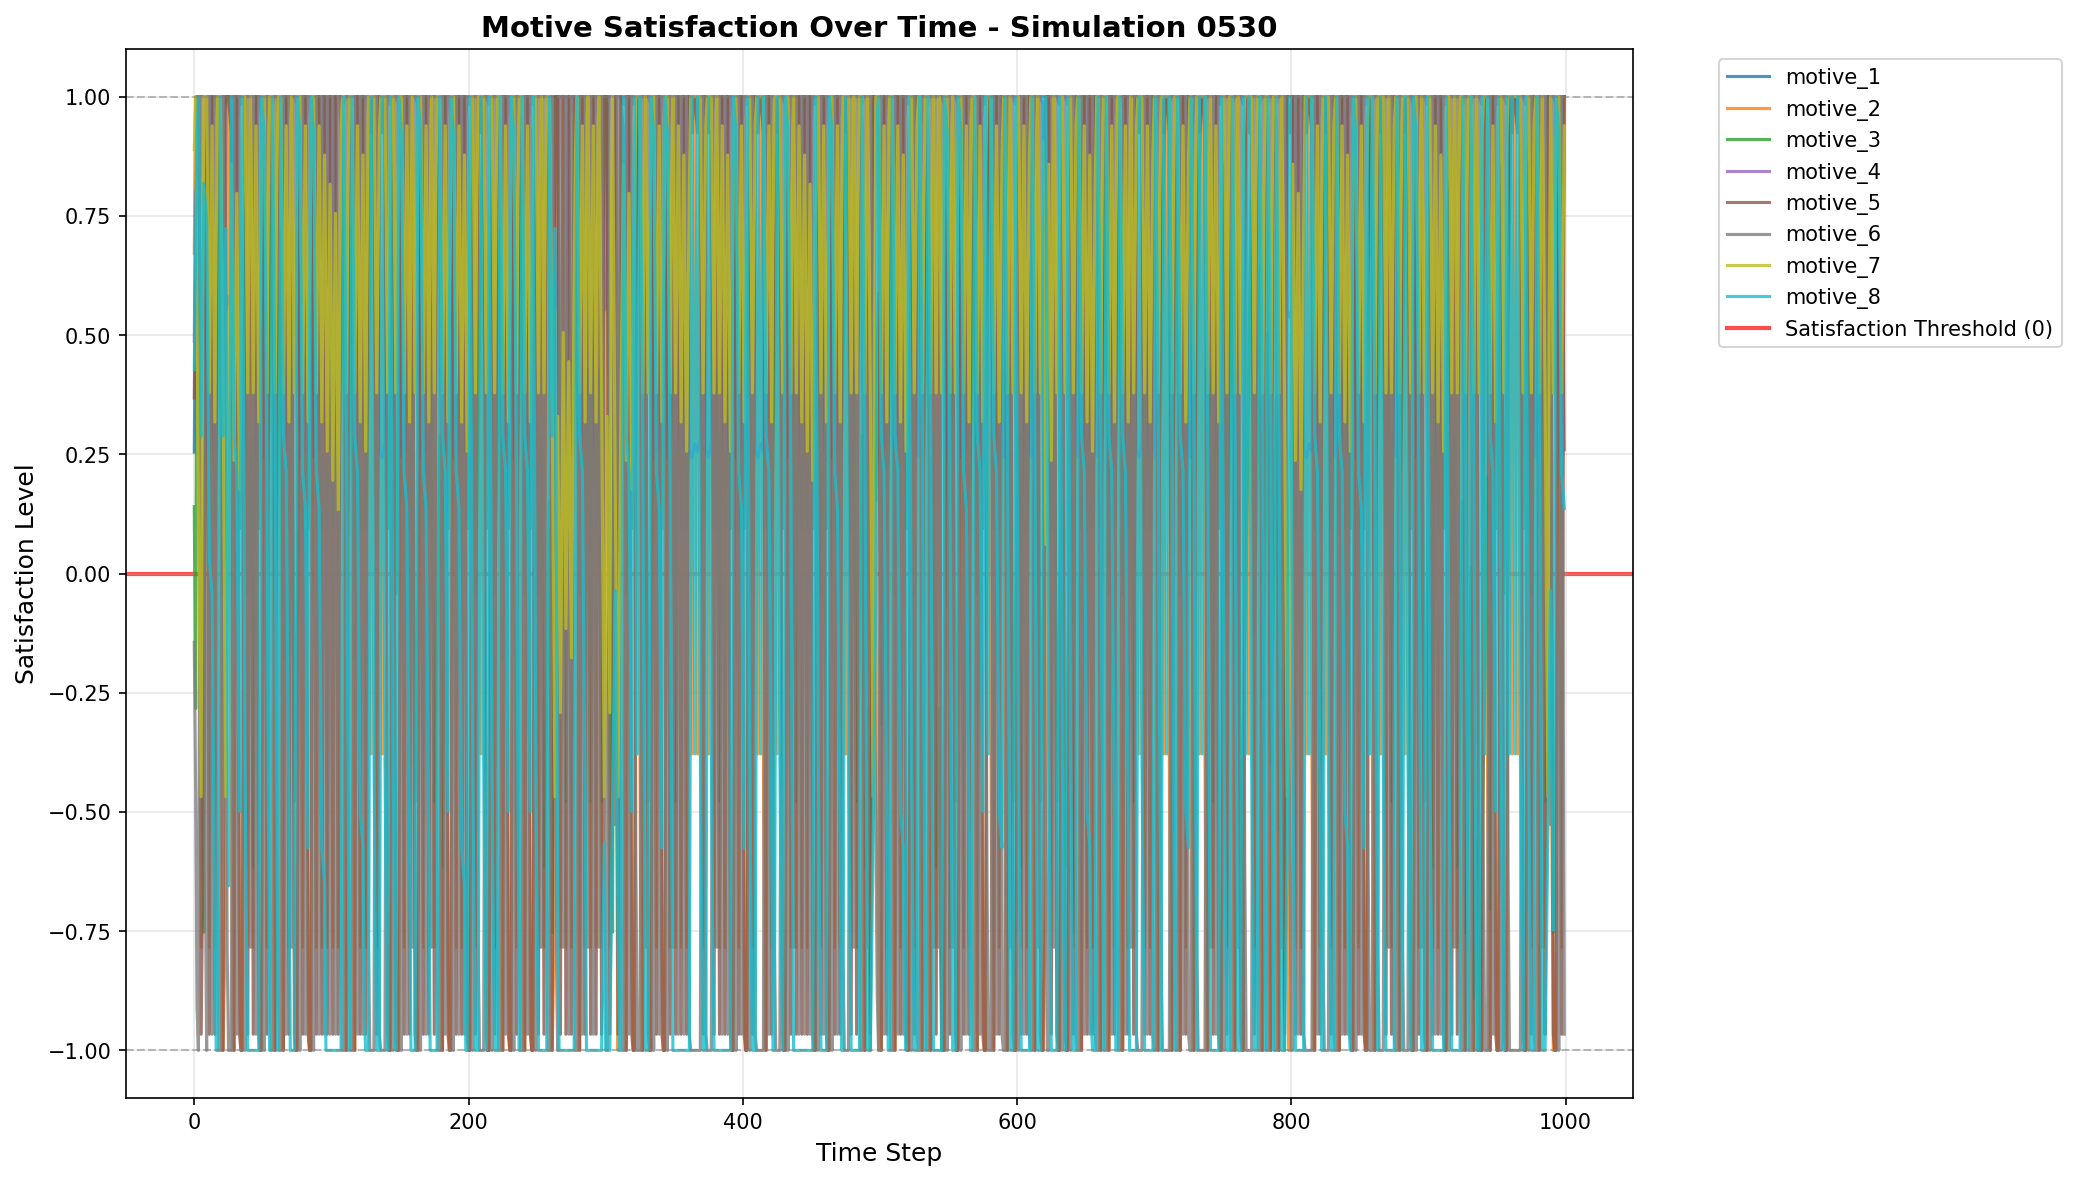 Motive Satisfaction Over Time - Simulation 0530
Satisfaction Level
1.00
0.75
0.50
0.25
0.00
−0.25
−0.50
−0.75
−1.00
0
200
400
600
800
1000
Time Step
motive_1
motive_2
motive_3
motive_4
motive_5
motive_6
motive_7
motive_8
Satisfaction Threshold (0)